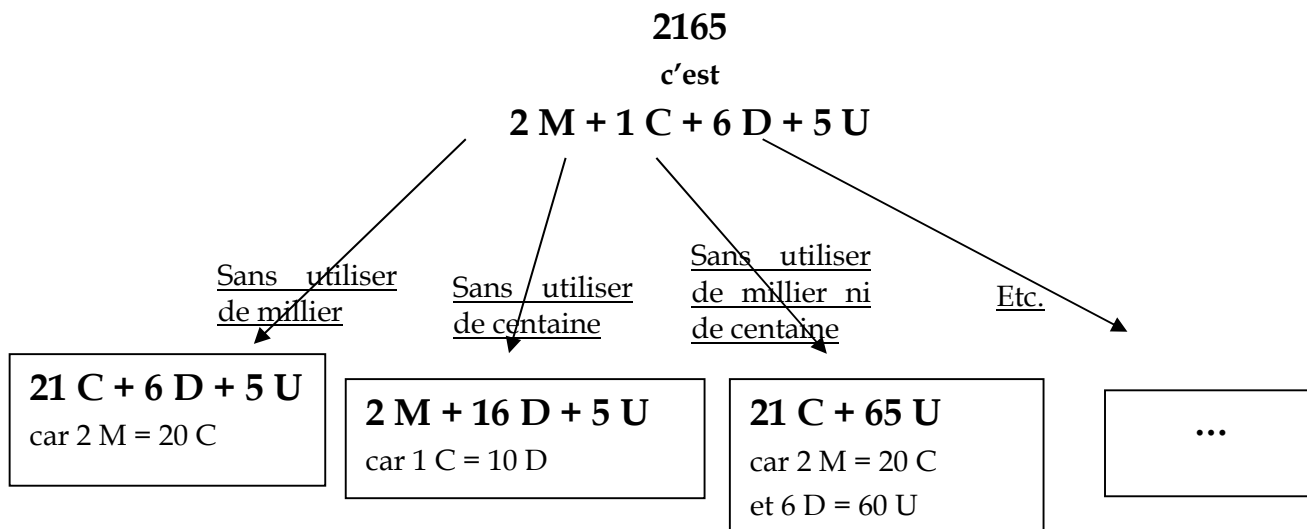 2165
c'est
2 M + 1 C + 6 D + 5 U
Sans utiliser
de millier
Sans utiliser
de centaine
Sans utiliser
de millier ni
de centaine
Etc.
21 C + 6 D + 5 U
car 2 M = 20 C
2 M + 16 D + 5 U
car 1 C = 10 D
21 C + 65 U
car 2 M = 20 C
et 6 D = 60 U
...